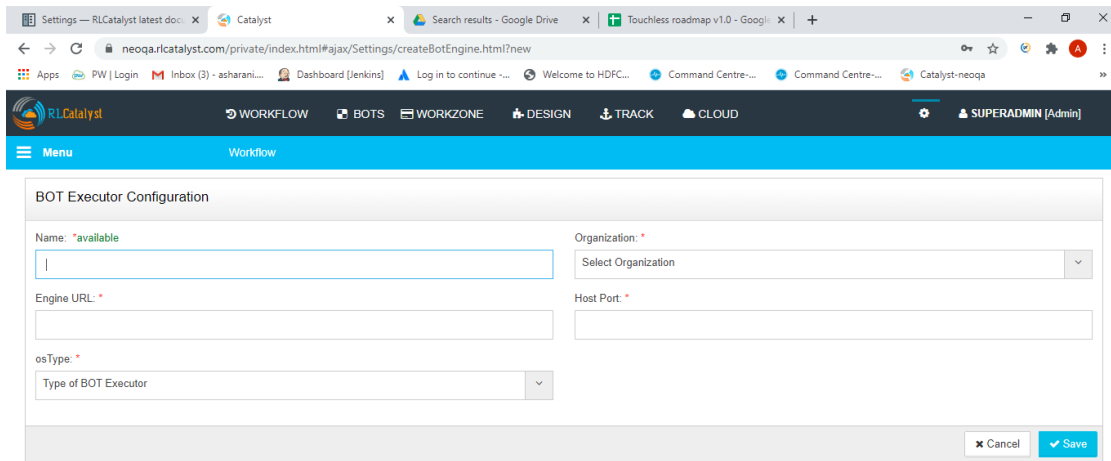 Settings — RLCatalyst latest docu
Catalyst
Search results - Google Drive
Touchless roadmap v1.0 - Google
neoqa.rlcatalyst.com/private/index.html#ajax/Settings/createBotEngine.html?new
A
Apps
PW | Login
Inbox (3) - asharani....
Dashboard [Jenkins]
Log in to continue -...
Welcome to HDFC...
Command Centre-...
Command Centre-...
Catalyst-neoqa
RLCatalyst
WORKFLOW
BOTS
WORKZONE
DESIGN
TRACK
CLOUD
SUPERADMIN [Admin]
Menu
Workflow
BOT Executor Configuration
Name: *available
Organization: *
Select Organization
Engine URL: *
Host Port: *
osType: *
Type of BOT Executor
Cancel
Save